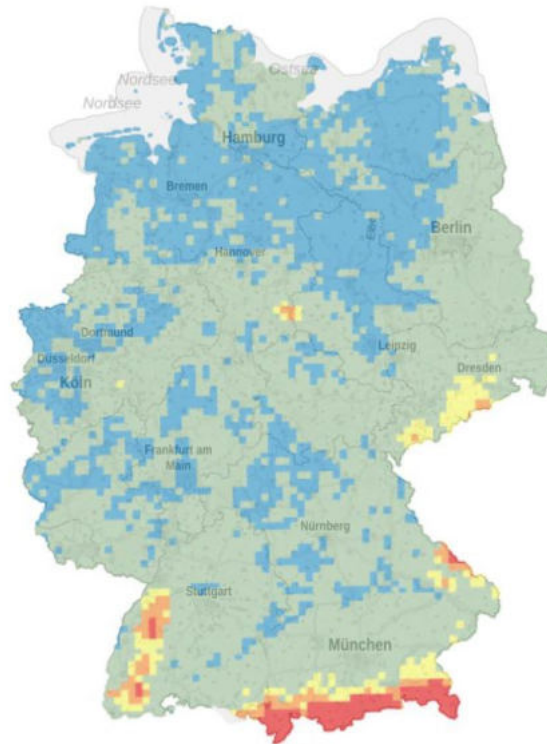 Nordsee
Ostsee
Nordsee
Hamburg
Bremen
Elbe
Berlin
Hannover
Dortmund
Leipzig
Düsseldorf
Dresden
Köln
Frankfurt am
Main
Nürnberg
Stuttgart
München